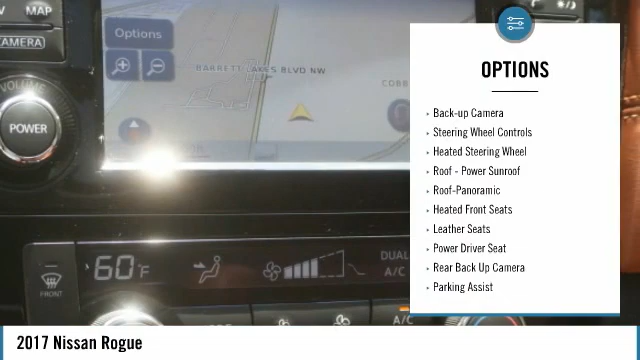 MAP
CAMERA
VOLUME
POWER
Options
BARRETT LAKES BLVD NW
COBB
60°F
DUAL
A/C
FRONT
A/C
OPTIONS
Back-up Camera
Steering Wheel Controls
Heated Steering Wheel
Roof - Power Sunroof
Roof-Panoramic
Heated Front Seats
Leather Seats
Power Driver Seat
Rear Back Up Camera
Parking Assist
2017 Nissan Rogue